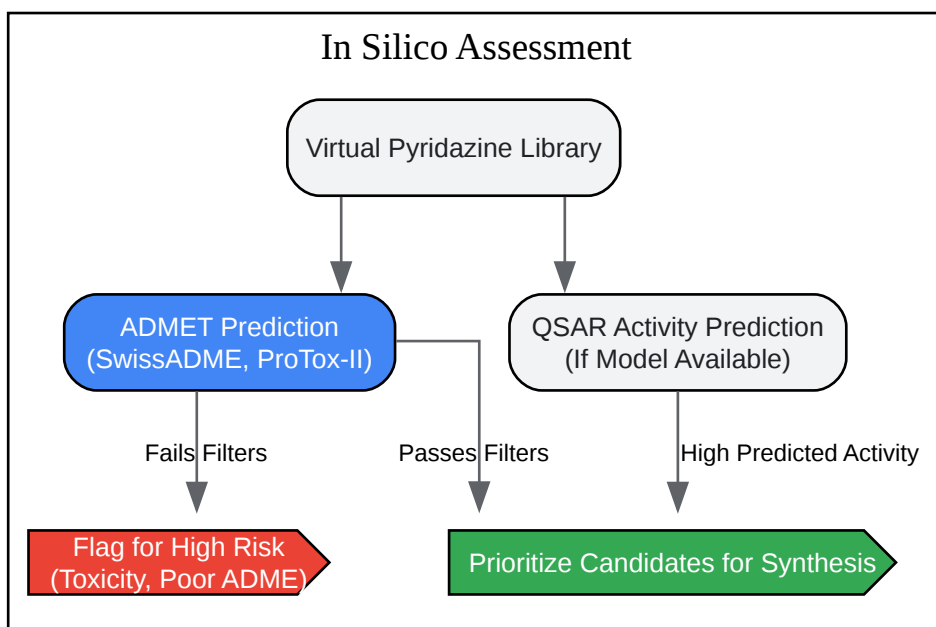 In Silico Assessment
Virtual Pyridazine Library
ADMET Prediction
(SwissADME, ProTox-II)
QSAR Activity Prediction
(If Model Available)
Fails Filters
Passes Filters
High Predicted Activity
Flag for High Risk
(Toxicity, Poor ADME)
Prioritize Candidates for Synthesis